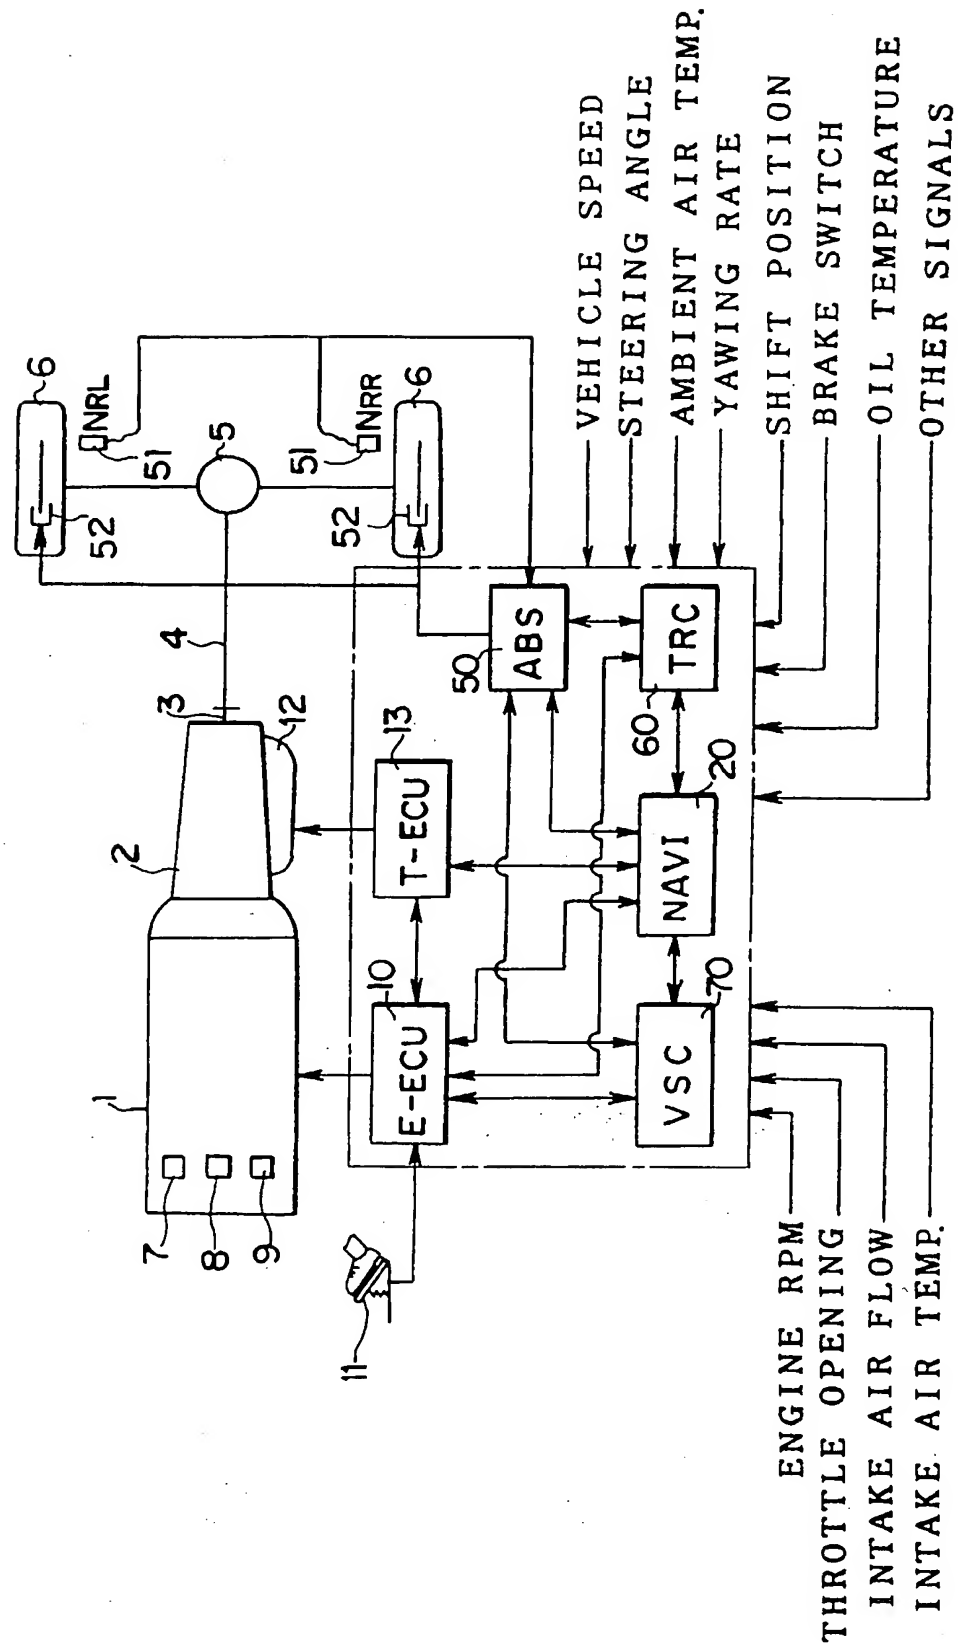 6
NRL
1
2
52
51
7
4
3
8
5
9
12
51
52
NRR
11
10
13
6
E-ECU
T-ECU
50
ABS
60
VSC
NAVI
TRC
70
20
VEHICLE SPEED
STEERING ANGLE
AMBIENT AIR TEMP.
YAWING RATE
SHIFT POSITION
BRAKE SWITCH
OIL TEMPERATURE
OTHER SIGNALS
ENGINE RPM
THROTTLE OPENING
INTAKE AIR FLOW
INTAKE AIR TEMP.